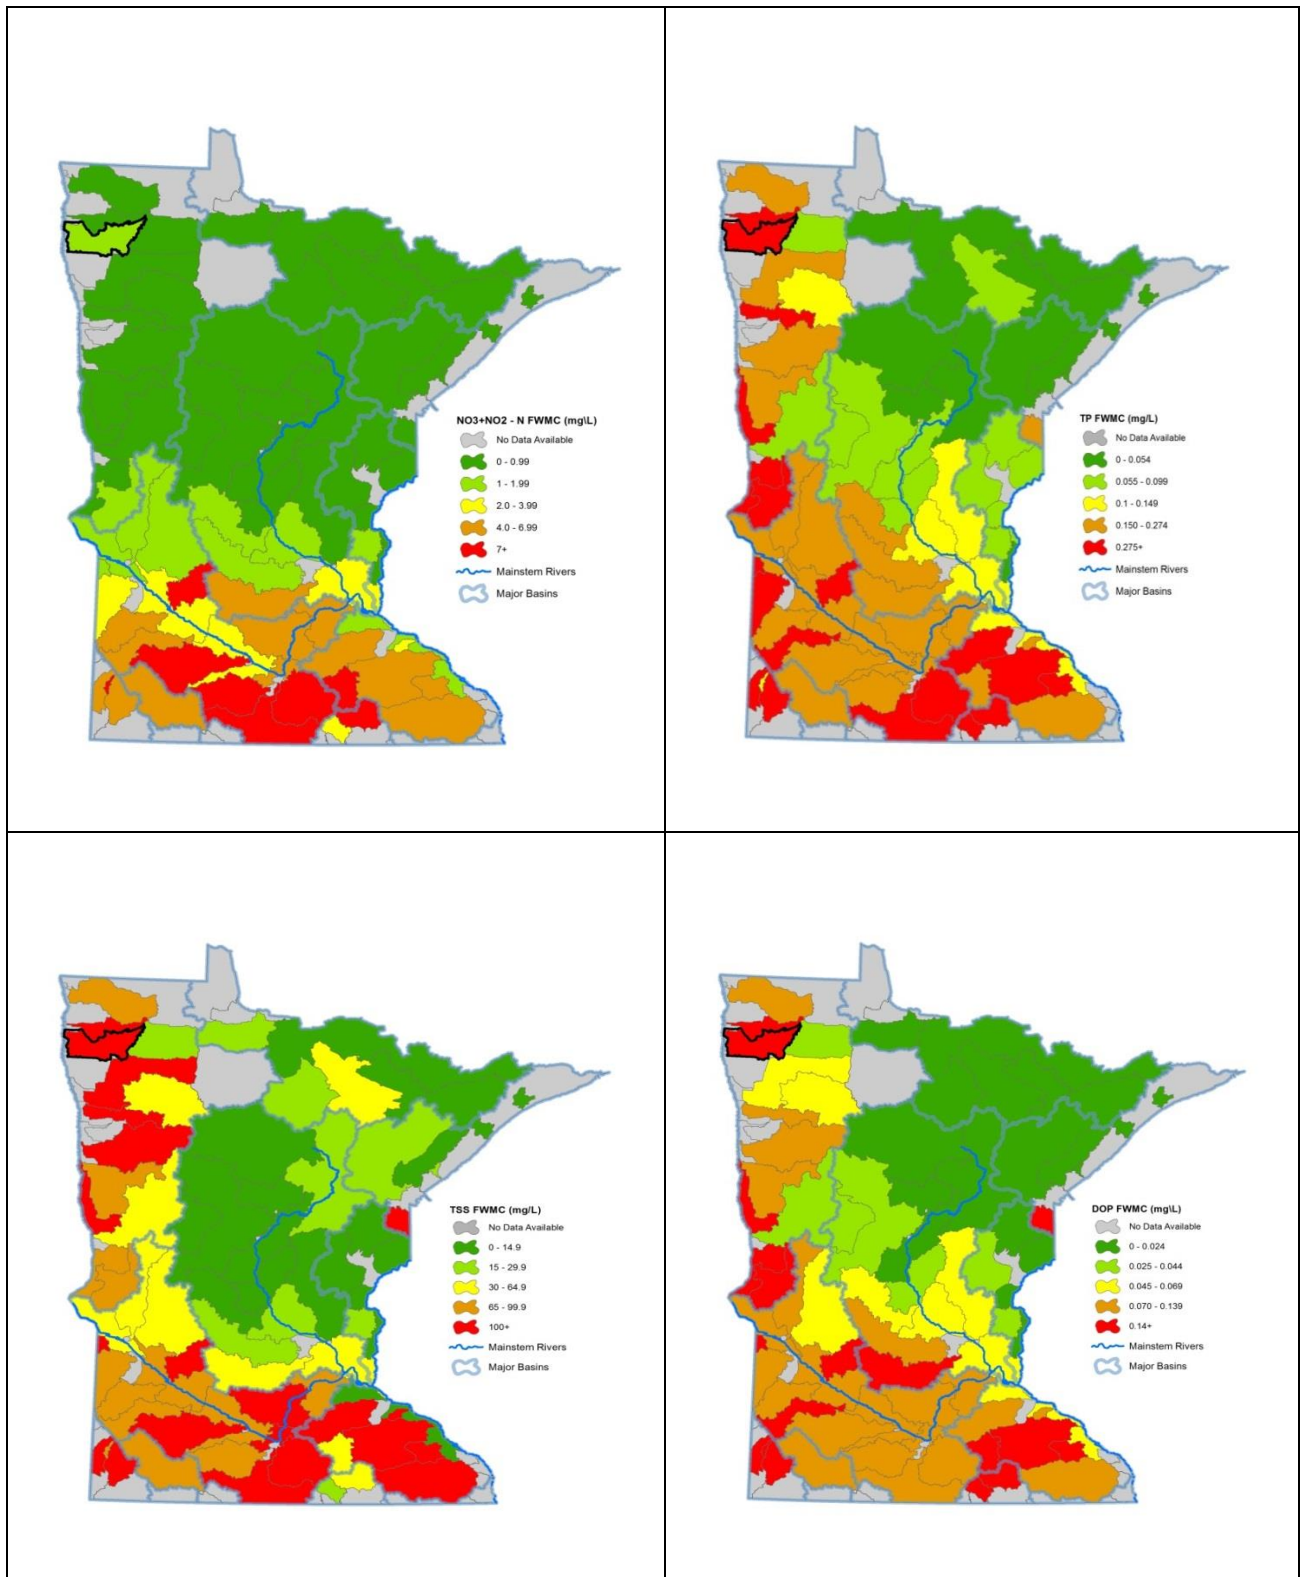 NO3+NO2 - N FWMC (mg\L)
No Data Available
0 - 0.99
1 - 1.99
2.0 - 3.99
4.0 - 6.99
7+
Mainstem Rivers
Major Basins
TP FWMC (mg/L)
No Data Available
0 - 0.054
0.055 - 0.099
0.1 - 0.149
0.150 - 0.274
0.275+
Mainstem Rivers
Major Basins
TSS FWMC (mg/L)
No Data Available
0 - 14.9
15 - 29.9
30 - 64.9
65 - 99.9
100+
Mainstem Rivers
Major Basins
DOP FWMC (mg\L)
No Data Available
0 - 0.024
0.025 - 0.044
0.045 - 0.069
0.070 - 0.139
0.14+
Mainstem Rivers
Major Basins